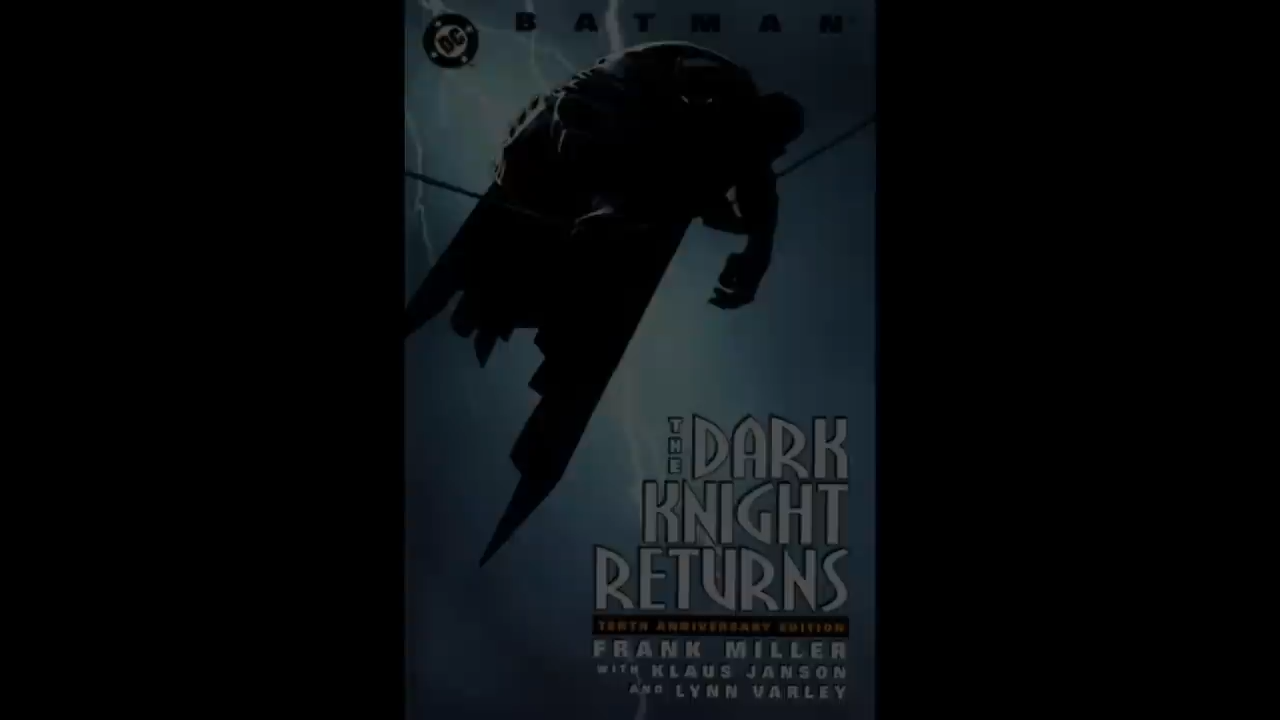 BATMAN
DC
THE DARK
KNIGHT
RETURNS
TENTH ANNIVERSARY EDITION
FRANK MILLER
WITH KLAUS JANSON
AND LYNN VARLEY